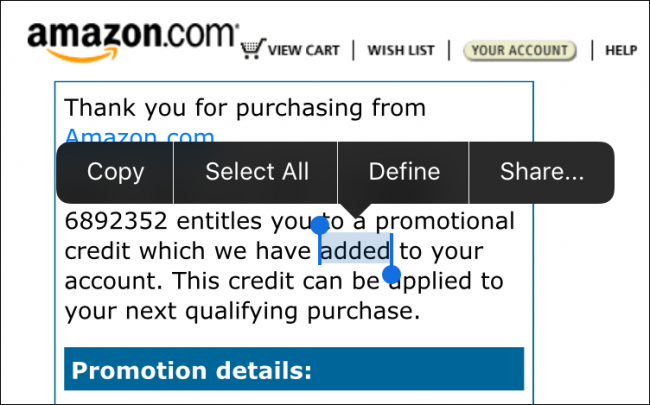 amazon.com
VIEW CART | WISH LIST | YOUR ACCOUNT | HELP
Thank you for purchasing from
Amazon.com
Copy Select All Define Share...
6892352 entitles you to a promotional
credit which we have added to your
account. This credit can be applied to
your next qualifying purchase.
Promotion details: